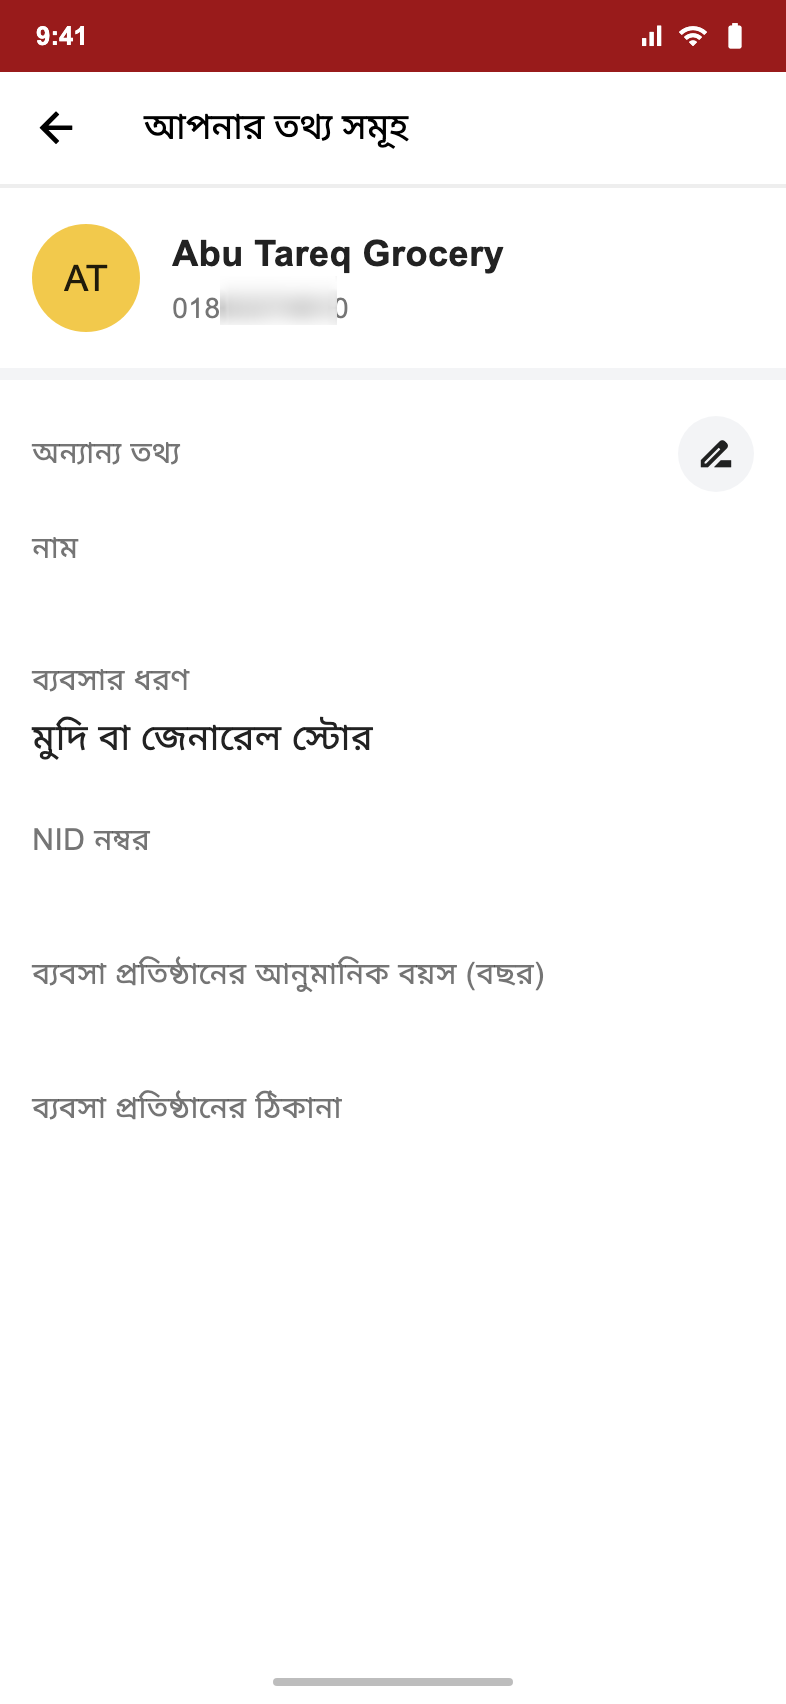 9:41
আপনার তথ্য সমূহ
AT
Abu Tareq Grocery
অন্যান্য তথ্য
নাম
ব্যবসার ধরণ
মুদি বা জেনারেল স্টোর
NID নম্বর
ব্যবসা প্রতিষ্ঠানের আনুমানিক বয়স (বছর)
ব্যবসা প্রতিষ্ঠানের ঠিকানা